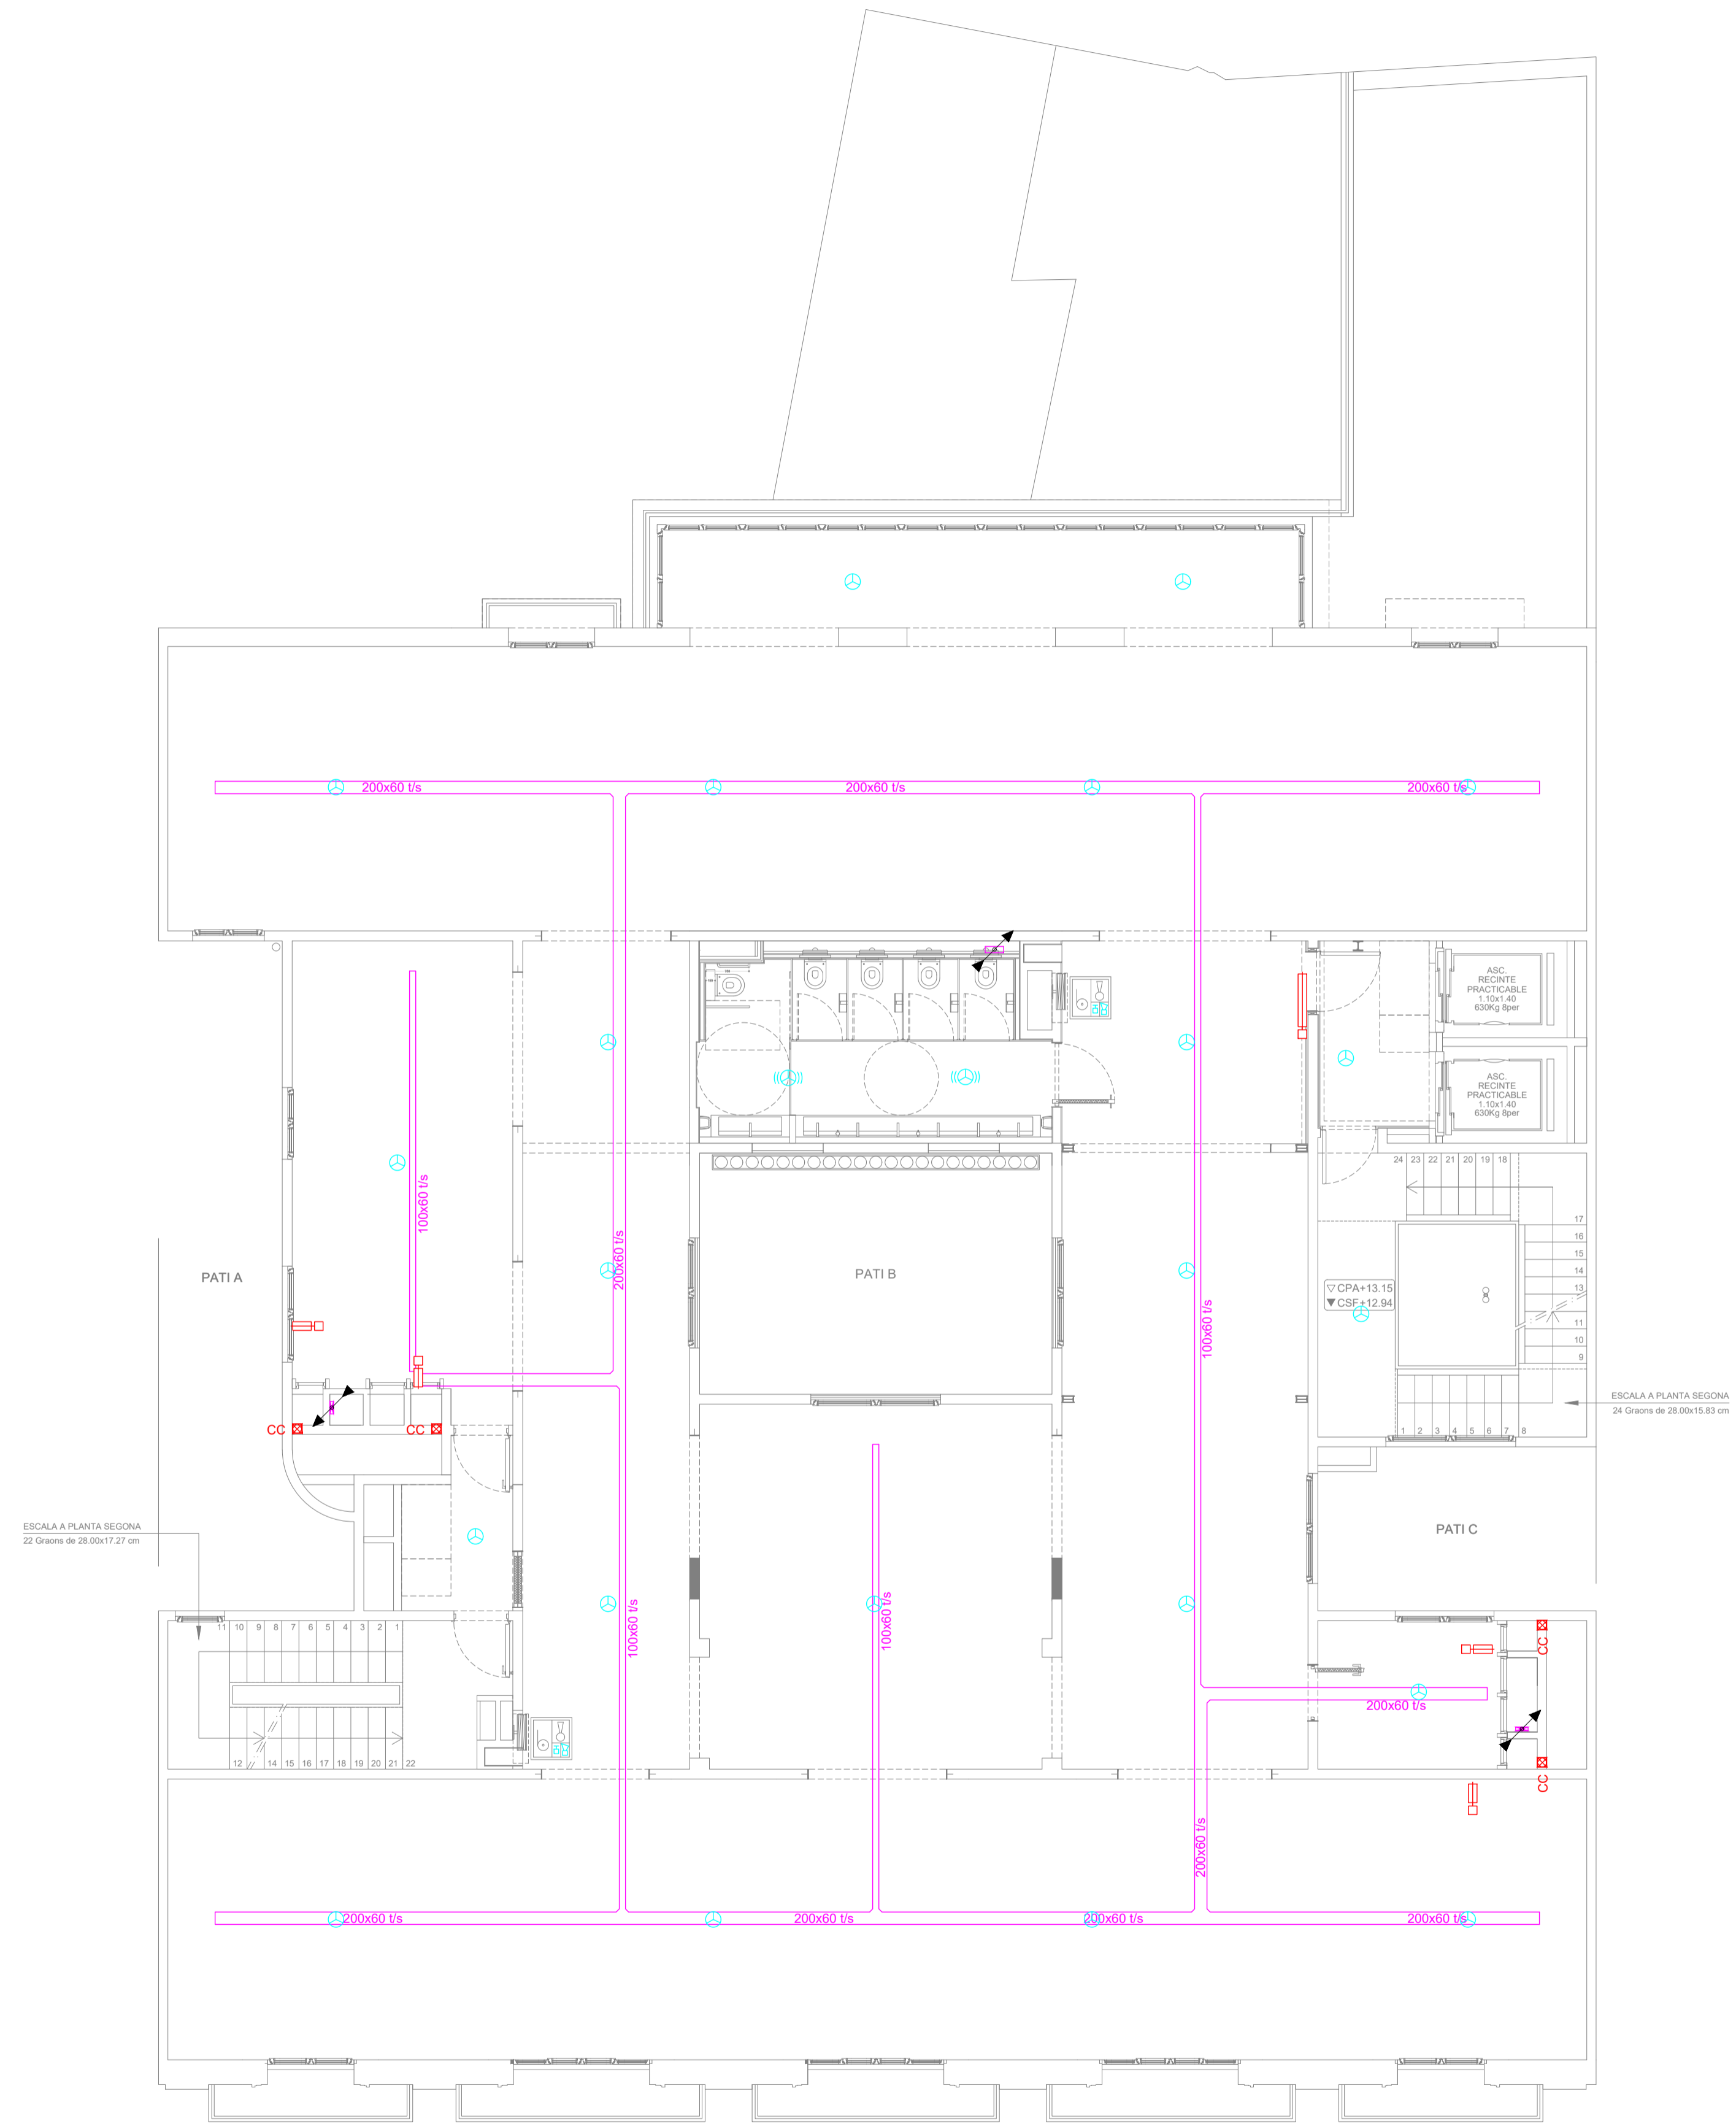 200x60 t/s
200x60 t/s
200x60 t/s
ASC.
RECINTE
PRACTICABLE
1.10x1.40
630Kg 8per
ASC.
RECINTE
PRACTICABLE
1.10x1.40
630Kg 8per
100x60 t/s
200x60 t/s
24 23 22 21 20 19 18
17
16
15
14
13
11
10
9
PATI A
PATI B
CPA+13.15
CSF+12.94
100x60 t/s
ESCALA A PLANTA SEGONA
24 Graons de 28.00x15.83 cm
CC
CC
1 2 3 4 5 6 7 8
ESCALA A PLANTA SEGONA
22 Graons de 28.00x17.27 cm
PATI C
100x60 t/s
100x60 t/s
11 10 9 8 7 6 5 4 3 2 1
CC
200x60 t/s
12 14 15 16 17 18 19 20 21 22
CC
200x60 t/s
200x60 t/s
200x60 t/s
200x60 t/s
200x60 t/s